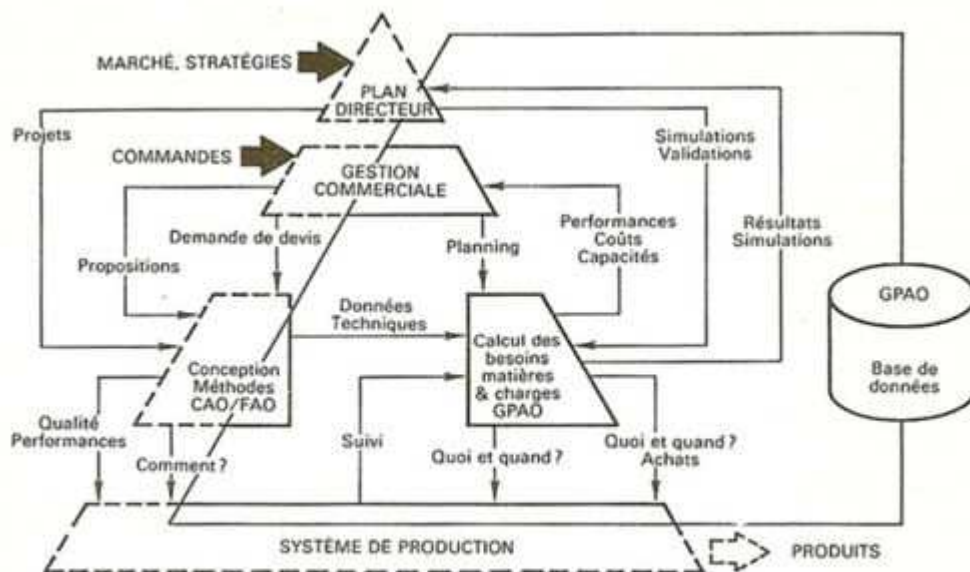 MARCHÉ, STRATÉGIES
PLAN
DIRECTEUR
Projets
COMMANDES
Simulations
Validations
GESTION
COMMERCIALE
Demande de devis
Planning
Performances
Coûts
Capacités
Résultats
Simulations
Propositions
GPAO
Données
Techniques
Conception
Méthodes
CAO/FAO
Calcul des
besoins
matières
& charges
GPAO
Base de
données
Qualité
Performances
Comment ?
Suivi
Quoi et quand ?
Quoi et quand ?
Achats
SYSTÈME DE PRODUCTION
PRODUITS